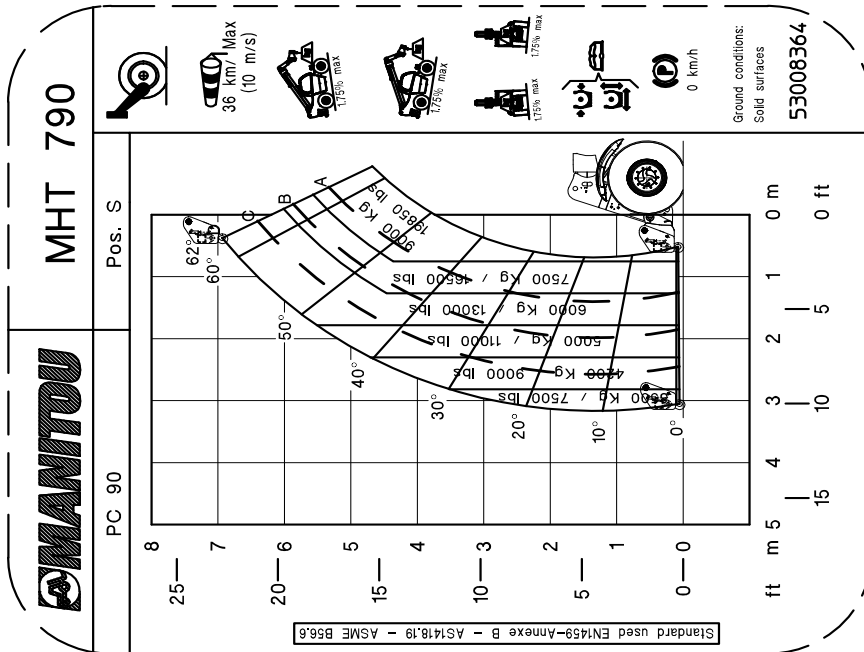 MANITOU
MHT 790
PC 90
Pos. S
36 km/ Max
(10 m/s)
1.75% max
1.75% max
1.75% max
1.75% max
P
0 km/h
Ground conditions:
Solid surfaces
53008364
C
B
A
62°
60°
50°
40°
30°
20°
10°
0°
9000 Kg
19850 lbs
7500 Kg / 16500 lbs
6000 Kg / 13000 lbs
5000 Kg / 11000 lbs
4200 Kg 9000 lbs
Kg / 7500 lbs
8
7
6
5
4
3
2
1
0
m
25
20
15
10
5
0
ft
0 m
1
2
3
4
5
0 ft
5
10
15
Standard used EN1459-Annexe B - AS1418.19 - ASME B56.6